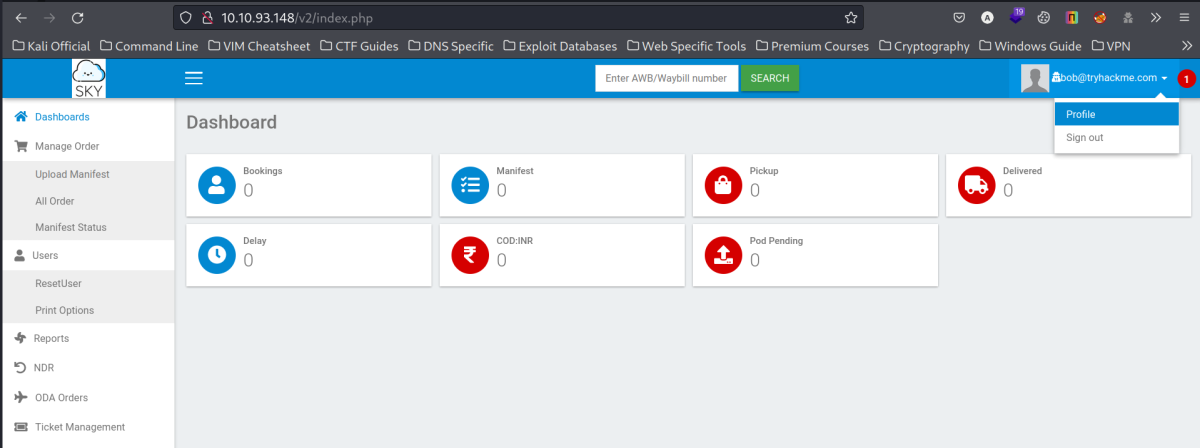 10.10.93.148/v2/index.php
19
A
Kali Official Command Line VIM Cheatsheet CTF Guides DNS Specific Exploit Databases Web Specific Tools Premium Courses Cryptography Windows Guide VPN
SKY
Enter AWB/Waybill number SEARCH
bob@tryhackme.com
1
Profile
Sign out
Dashboards
Manage Order
Upload Manifest
All Order
Manifest Status
Users
ResetUser
Print Options
Reports
NDR
ODA Orders
Ticket Management
Dashboard
Bookings
0
Manifest
0
Pickup
0
Delivered
0
Delay
0
COD:INR
0
Pod Pending
0